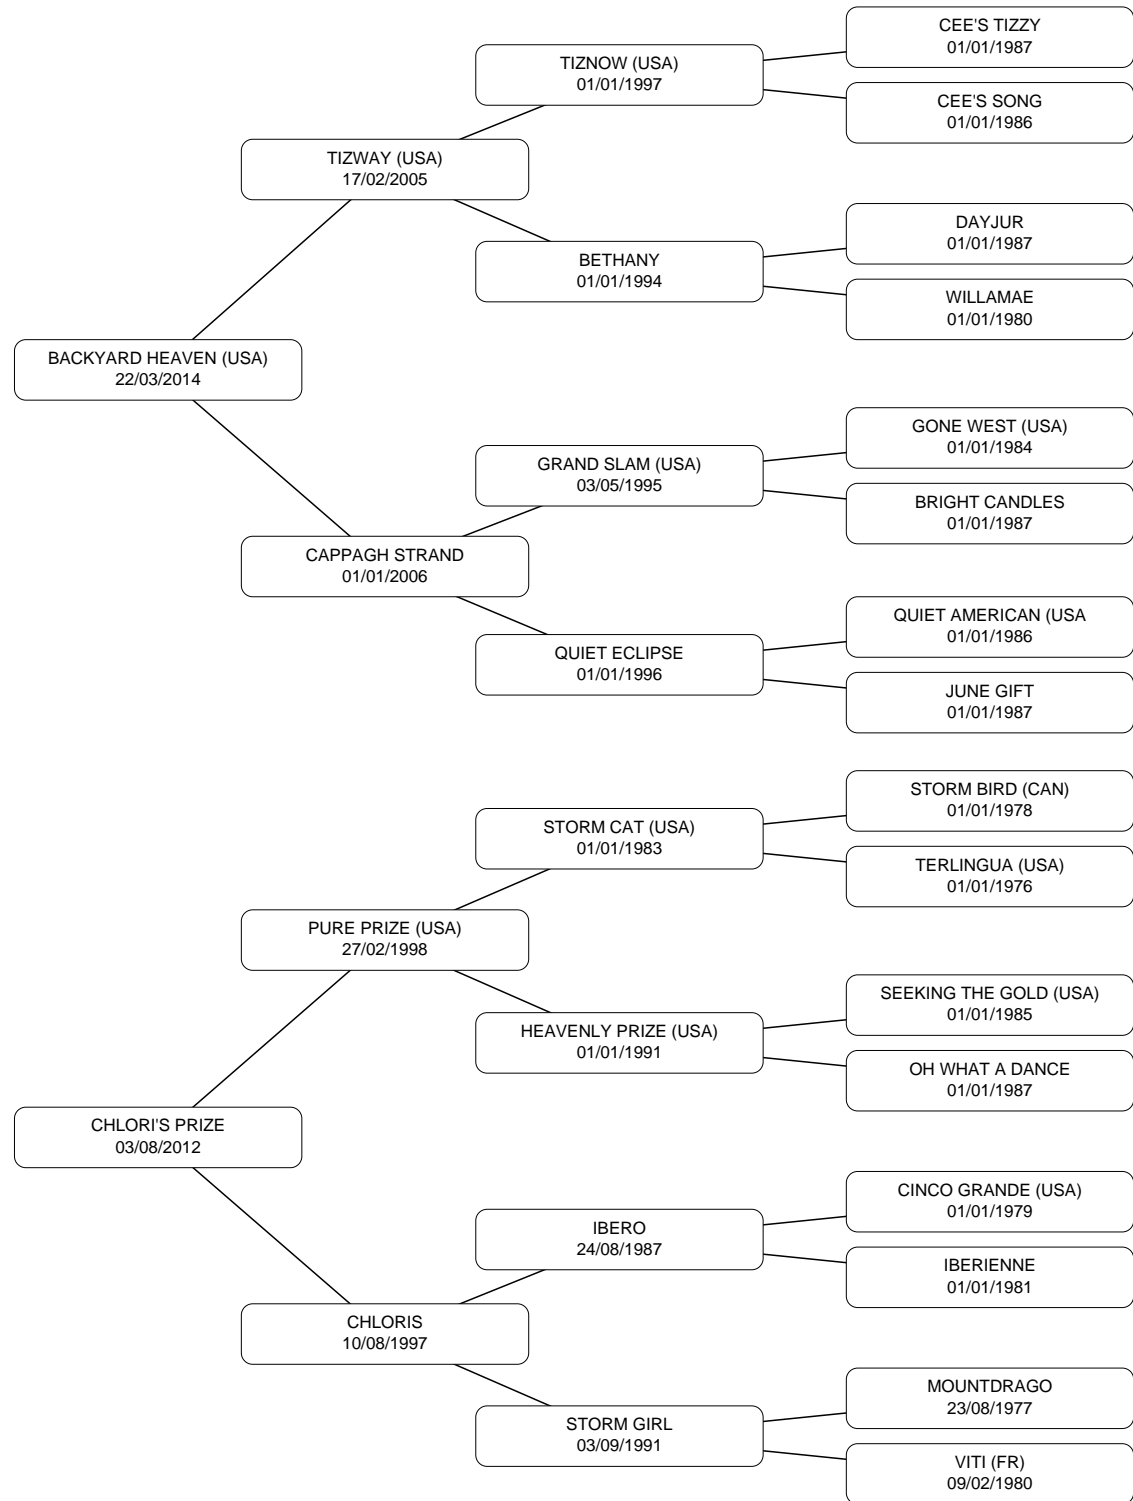 CEE'S TIZZY
01/01/1987
TIZNOW (USA)
01/01/1997
CEE'S SONG
01/01/1986
TIZWAY (USA)
17/02/2005
DAYJUR
01/01/1987
BETHANY
01/01/1994
WILLAMAE
01/01/1980
BACKYARD HEAVEN (USA)
22/03/2014
GONE WEST (USA)
01/01/1984
GRAND SLAM (USA)
03/05/1995
BRIGHT CANDLES
01/01/1987
CAPPAGH STRAND
01/01/2006
QUIET AMERICAN (USA
01/01/1986
QUIET ECLIPSE
01/01/1996
JUNE GIFT
01/01/1987
STORM BIRD (CAN)
01/01/1978
STORM CAT (USA)
01/01/1983
TERLINGUA (USA)
01/01/1976
PURE PRIZE (USA)
27/02/1998
SEEKING THE GOLD (USA)
01/01/1985
HEAVENLY PRIZE (USA)
01/01/1991
OH WHAT A DANCE
01/01/1987
CHLORI'S PRIZE
03/08/2012
CINCO GRANDE (USA)
01/01/1979
IBERO
24/08/1987
IBERIENNE
01/01/1981
CHLORIS
10/08/1997
MOUNTDRAGO
23/08/1977
STORM GIRL
03/09/1991
VITI (FR)
09/02/1980